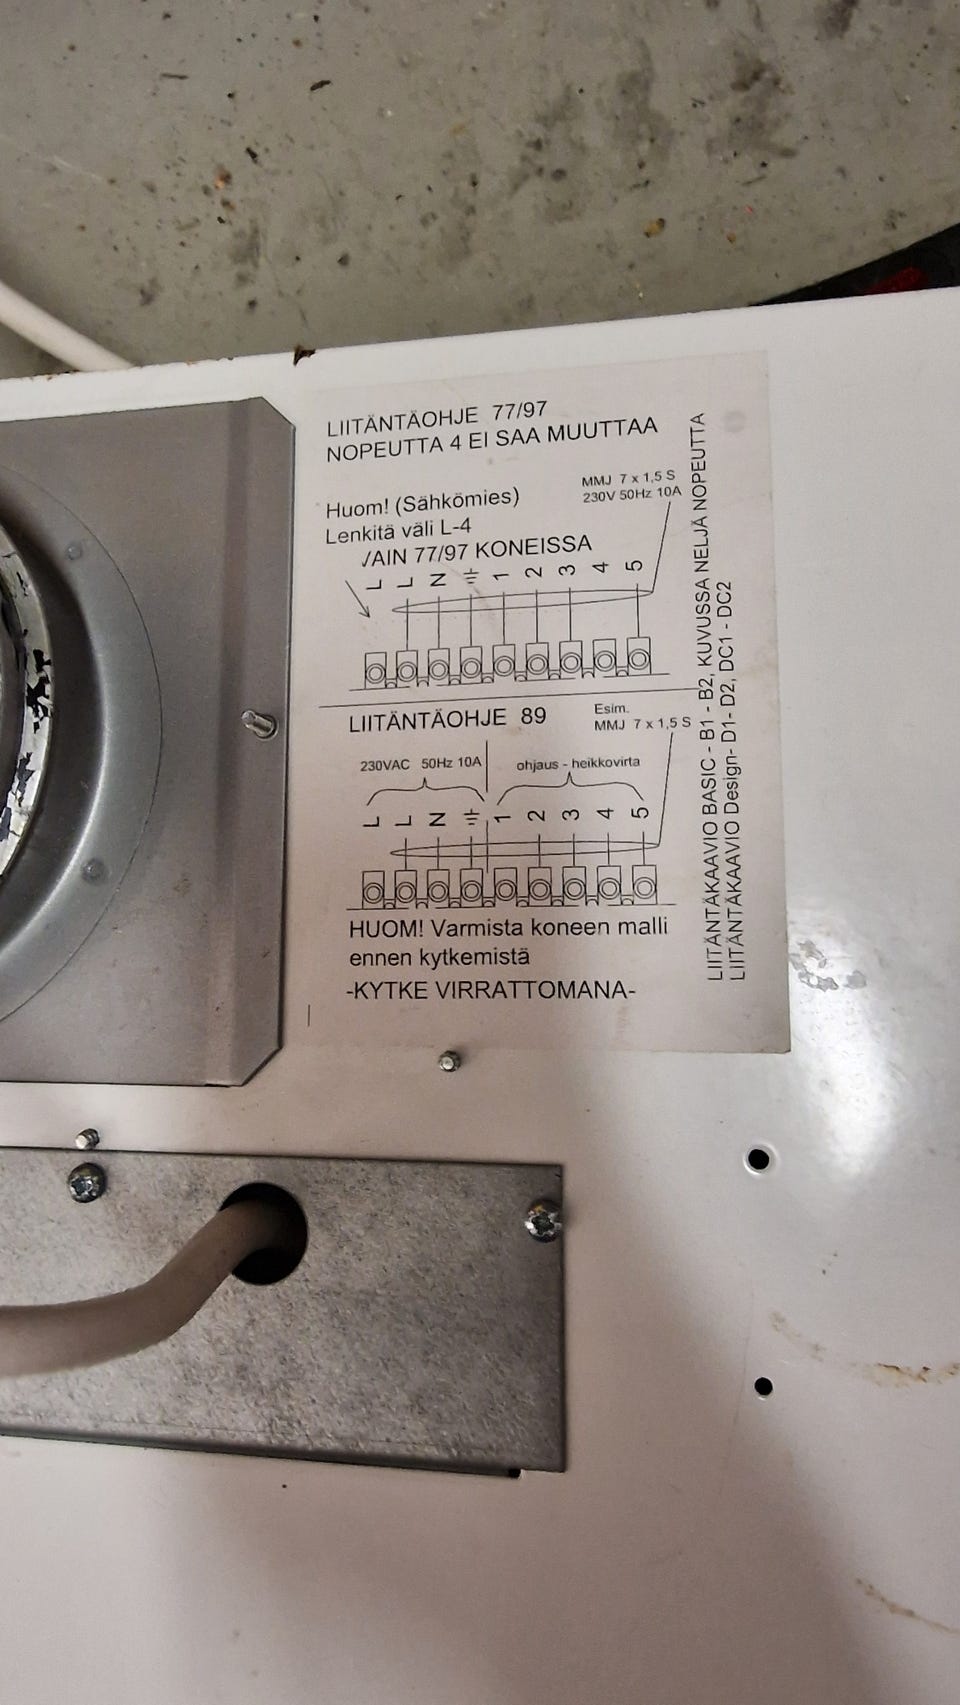 LIITÄNTÄOHJE 77/97
NOPEUTTA 4 EI SAA MUUTTAA
Huom! (Sähkömies)
Lenkitä väli L-4
VAIN 77/97 KONEISSA
MMJ 7 x 1,5 S
230V 50Hz 10A
L L N 1 2 3 4 5
LIITÄNTÄOHJE 89
Esim.
MMJ 7 x 1,5 S
230VAC 50Hz 10A
ohjaus - heikkovirta
L L N 1 2 3 4 5
HUOM! Varmista koneen malli
ennen kytkemistä
-KYTKE VIRRATTOMANA-
LIITÄNTÄKAAVIO BASIC - B1 - B2, KUVUSSA NELJÄ NOPEUTTA
LIITÄNTÄKAAVIO Design- D1- D2, DC1 - DC2